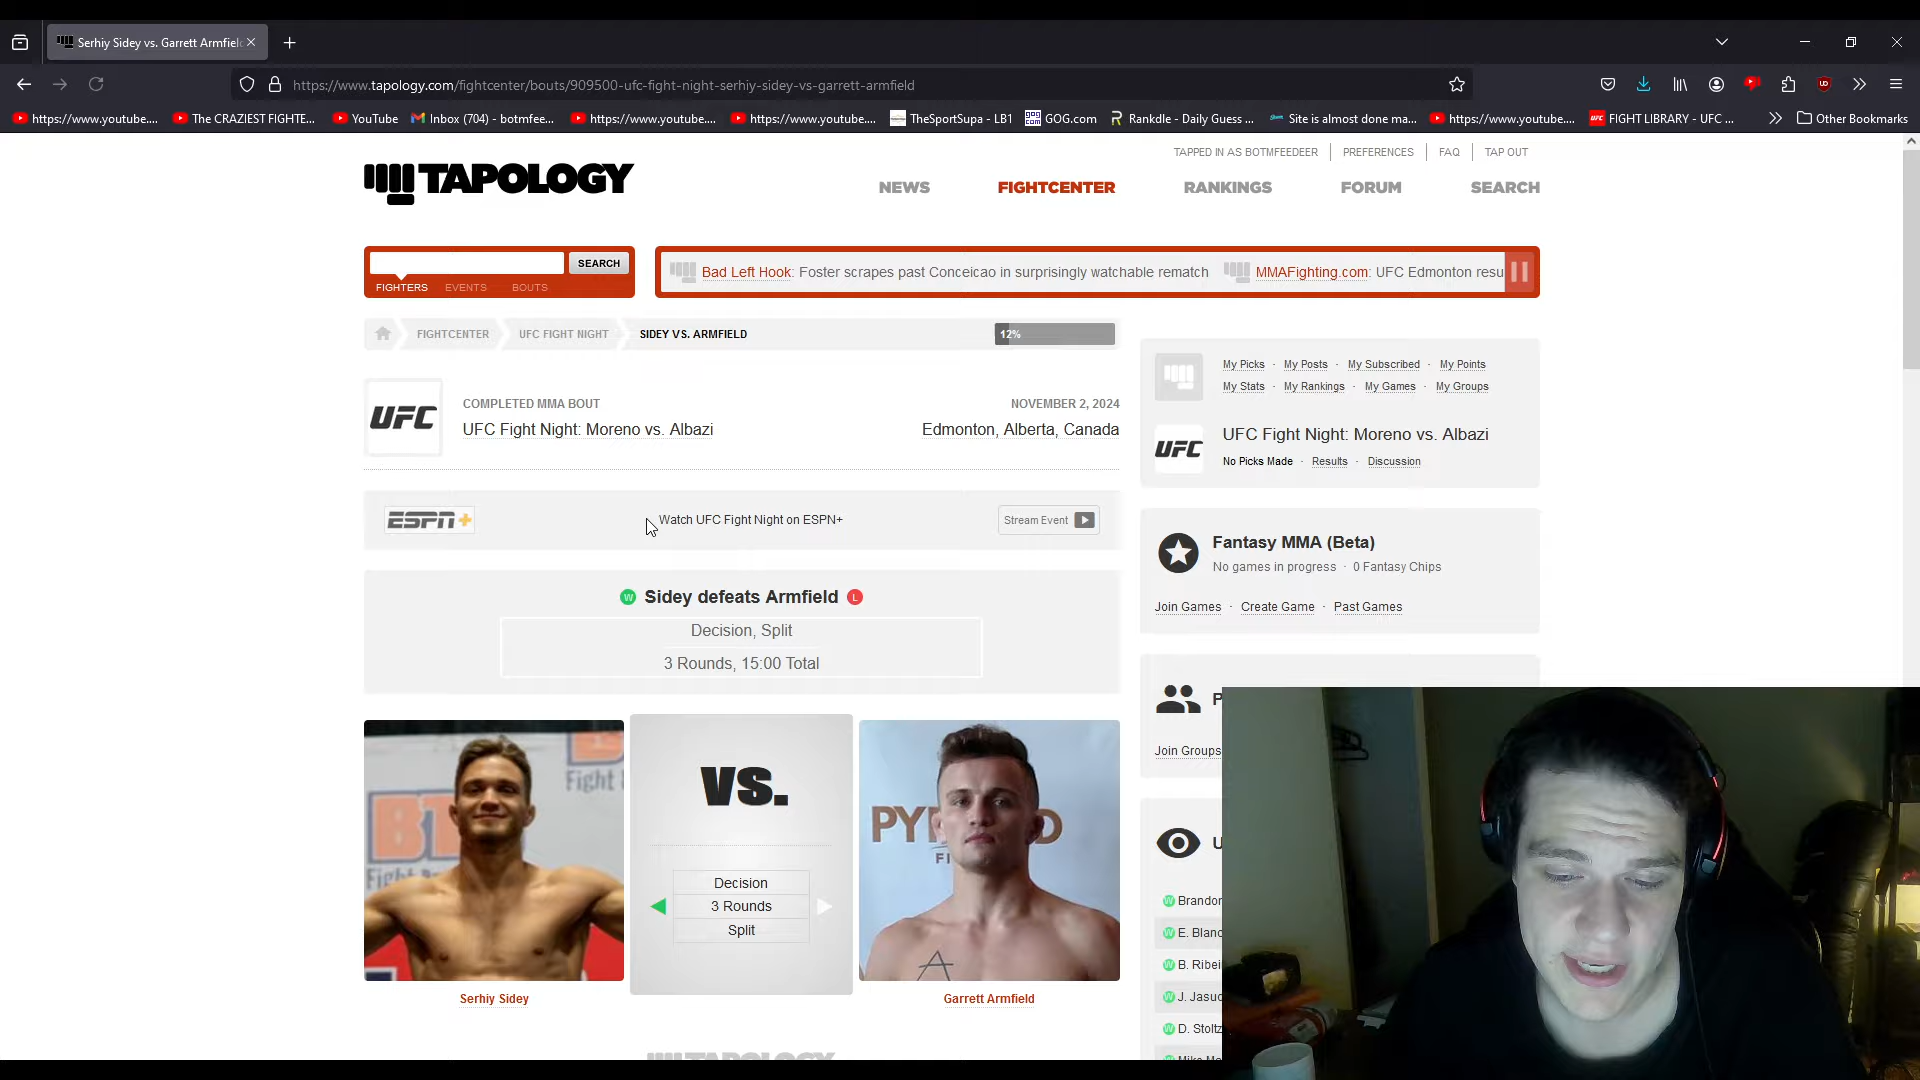 Serhiy Sidey vs. Garrett Armfiel
https://www.tapology.com/fightcenter/bouts/909500-ufc-fight-night-serhiy-sidey-vs-garrett-armfield
https://www.youtube.... The CRAZIEST FIGHTE... YouTube Inbox (704) - botmfee... https://www.youtube.... https://www.youtube.... TheSportSupa - LB1 GOG.com Rankdle - Daily Guess ... Site is almost done ma... https://www.youtube.... FIGHT LIBRARY - UFC ... Other Bookmarks
TAPPED IN AS BOTMFEEDEER PREFERENCES FAQ TAP OUT
TAPOLOGY
NEWS FIGHTCENTER RANKINGS FORUM SEARCH
SEARCH
FIGHTERS EVENTS BOUTS
Bad Left Hook: Foster scrapes past Conceicao in surprisingly watchable rematch MMAFighting.com: UFC Edmonton resu
FIGHTCENTER UFC FIGHT NIGHT SIDEY VS. ARMFIELD 12%
UFC
COMPLETED MMA BOUT NOVEMBER 2, 2024
UFC Fight Night: Moreno vs. Albazi Edmonton, Alberta, Canada
ESPN+ Watch UFC Fight Night on ESPN+ Stream Event
W Sidey defeats Armfield L
Decision, Split
3 Rounds, 15:00 Total
VS.
Decision
3 Rounds
Split
Serhiy Sidey Garrett Armfield
My Picks · My Posts · My Subscribed · My Points
My Stats · My Rankings · My Games · My Groups
UFC
UFC Fight Night: Moreno vs. Albazi
No Picks Made · Results · Discussion
Fantasy MMA (Beta)
No games in progress · 0 Fantasy Chips
Join Games · Create Game · Past Games
P
Join Groups
U
W Brandon
W E. Blanc
W B. Ribei
W J. Jasuc
W D. Stoltz